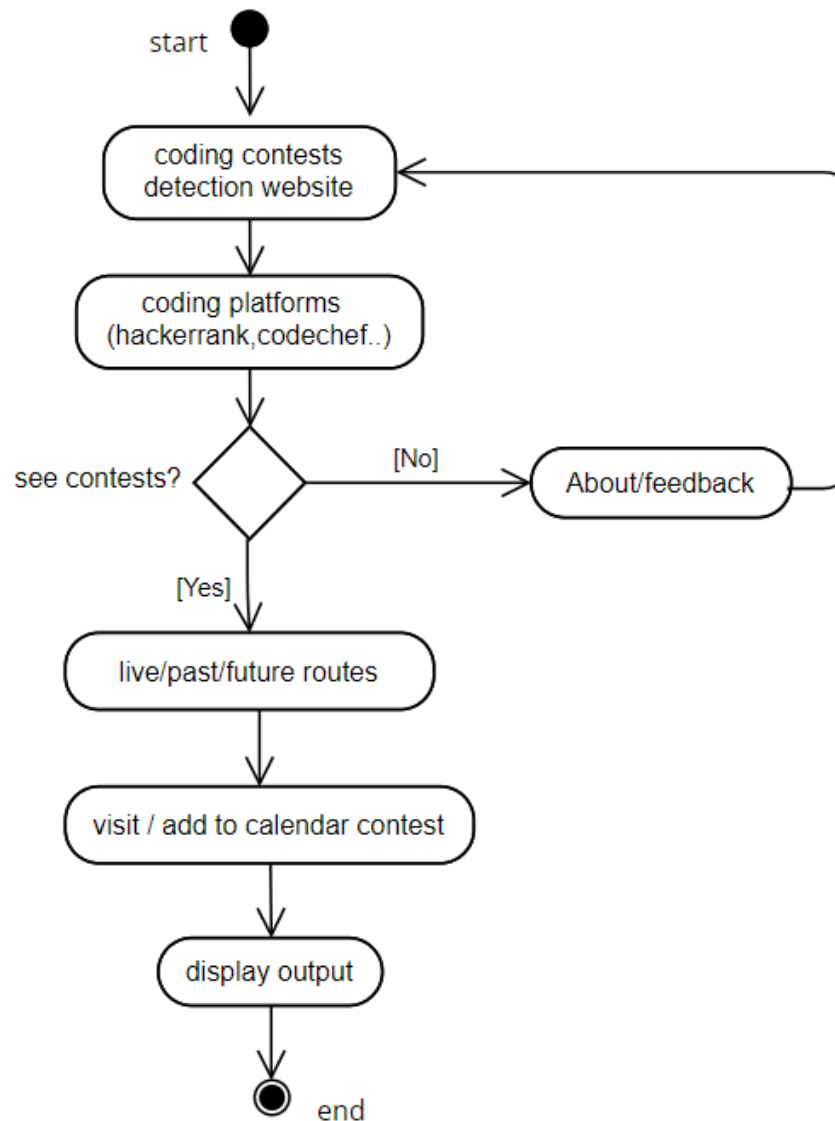 start
coding contests
detection website
coding platforms
(hackerrank,codechef..)
see contests?
[No]
About/feedback
[Yes]
live/past/future routes
visit / add to calendar contest
display output
end